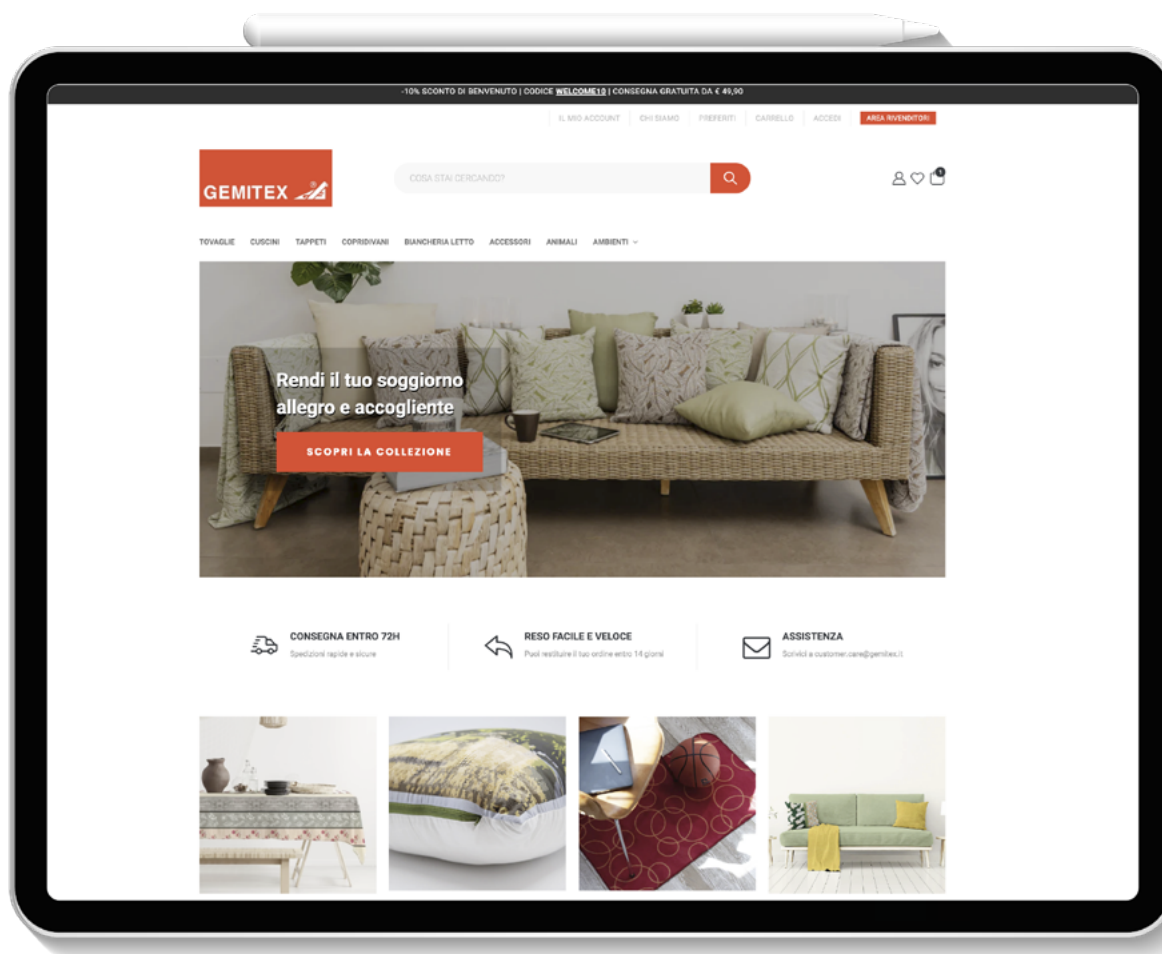 -10% SCONTO DI BENVENUTO | CODICE WELCOME10 | CONSEGNA GRATUITA DA € 49,90
IL MIO ACCOUNT CHI SIAMO PREFERITI CARRELLO ACCEDI AREA RIVENDITORI
GEMITEX ®
COSA STAI CERCANDO?
1
TOVAGLIE CUSCINI TAPPETI COPRIDIVANI BIANCHERIA LETTO ACCESSORI ANIMALI AMBIENTI
Rendi il tuo soggiorno
allegro e accogliente
SCOPRI LA COLLEZIONE
CONSEGNA ENTRO 72H
Spedizioni rapide e sicure
RESO FACILE E VELOCE
Puoi restituire il tuo ordine entro 14 giorni
ASSISTENZA
Scrivici a customer.care@gemitex.it